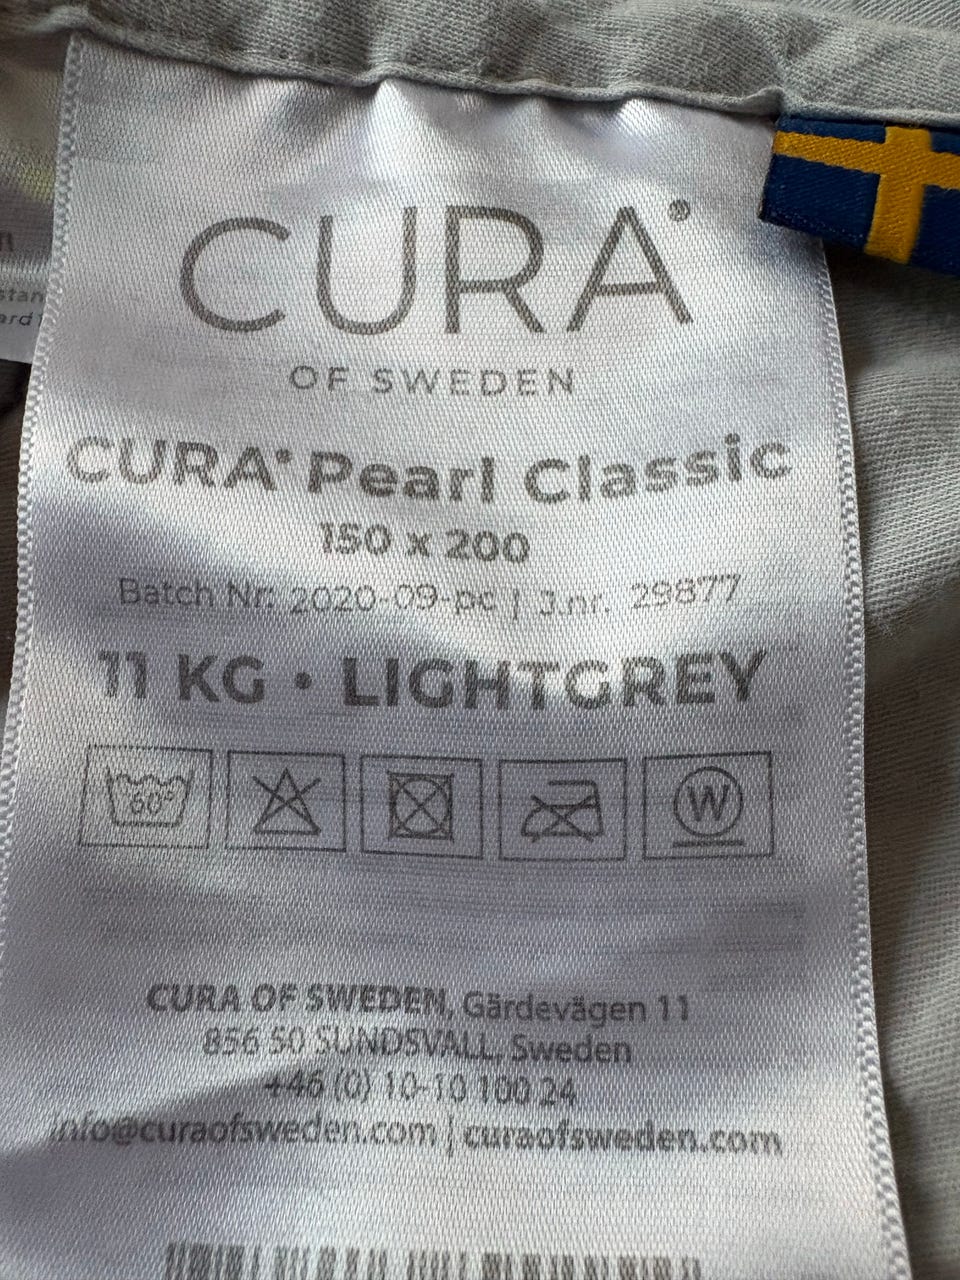 CURA®
OF SWEDEN
CURA® Pearl Classic
150 x 200
Batch Nr. 2020-09-pc | J.nr. 29877
11 KG • LIGHTGREY
60°
W
CURA OF SWEDEN, Gärdevägen 11
856 50 SUNDSVALL, Sweden
+46 (0) 10-10 100 24
info@curaofsweden.com | curaofsweden.com